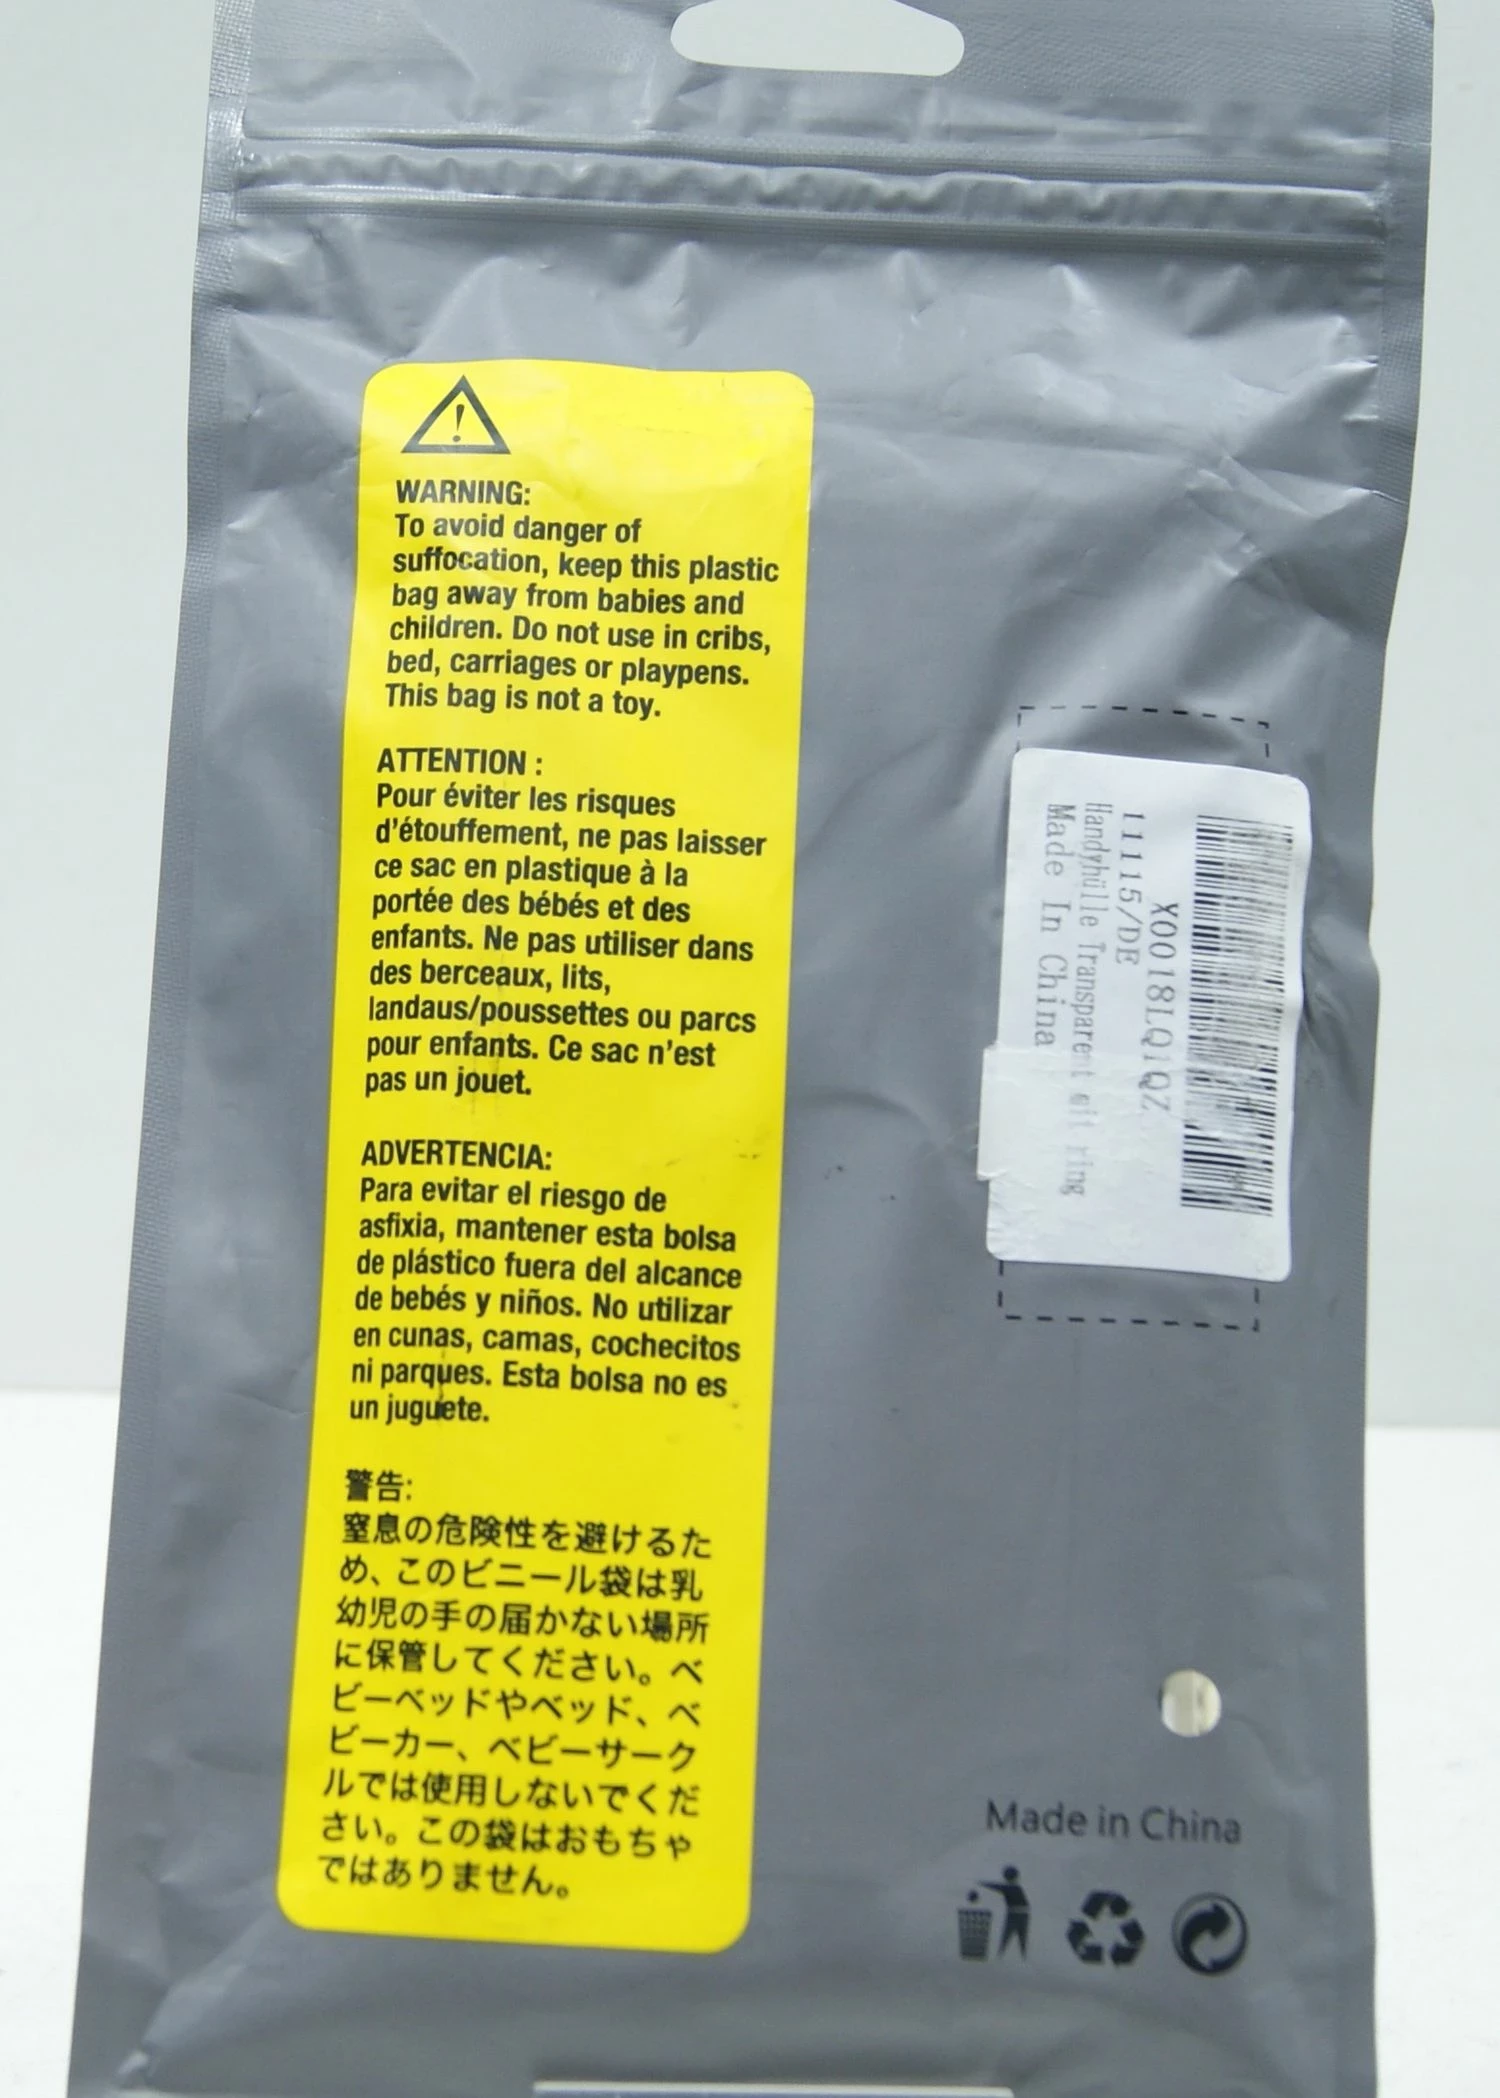 WARNING:
To avoid danger of
suffocation, keep this plastic
bag away from babies and
children. Do not use in cribs,
bed, carriages or playpens.
This bag is not a toy.
ATTENTION :
Pour éviter les risques
d'étouffement, ne pas laisser
ce sac en plastique à la
portée des bébés et des
enfants. Ne pas utiliser dans
des berceaux, lits,
landaus/poussettes ou parcs
pour enfants. Ce sac n'est
pas un jouet.
ADVERTENCIA:
Para evitar el riesgo de
asfixia, mantener esta bolsa
de plástico fuera del alcance
de bebés y niños. No utilizar
en cunas, camas, cochecitos
ni parques. Esta bolsa no es
un juguete.
警告:
窒息の危険性を避けるた
め、このビニール袋は乳
幼児の手の届かない場所
に保管してください。ベ
ビーベッドやベッド、ベ
ビーカー、ベビーサーク
ルでは使用しないでくだ
さい。この袋はおもちゃ
ではありません。
X0018LQ1QZ
11115/DE
Handyhülle Transparent mit ring
Made In China
Made in China